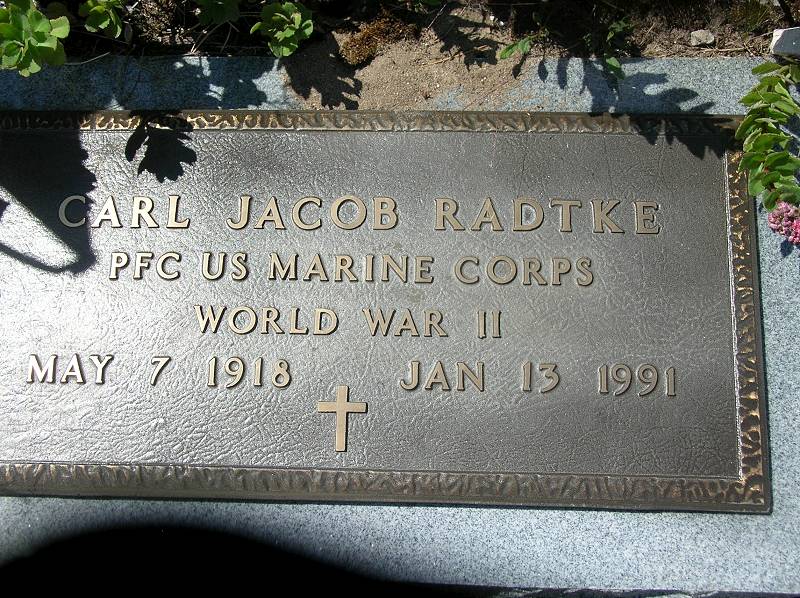 CARL JACOB RADTKE
PFC US MARINE CORPS
WORLD WAR II
MAY 7 1918 JAN 13 1991